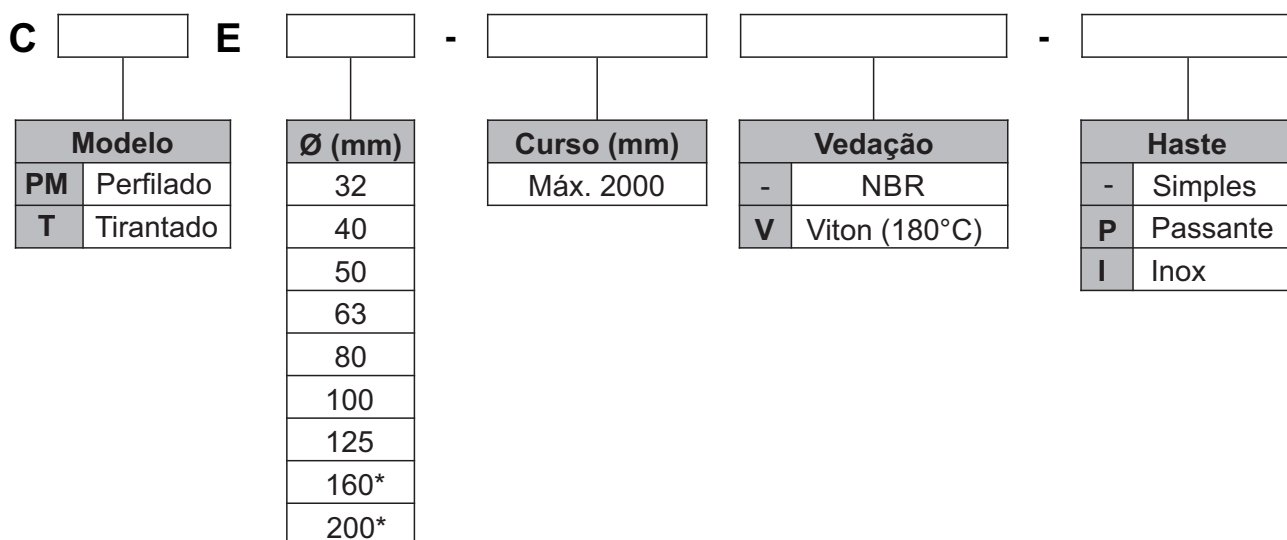 C E - -
Modelo Ø (mm) Curso (mm) Vedação Haste
PM Perfilado 32 Máx. 2000 - NBR - Simples
T Tirantado 40 V Viton (180°C) P Passante
50 I Inox
63
80
100
125
160*
200*